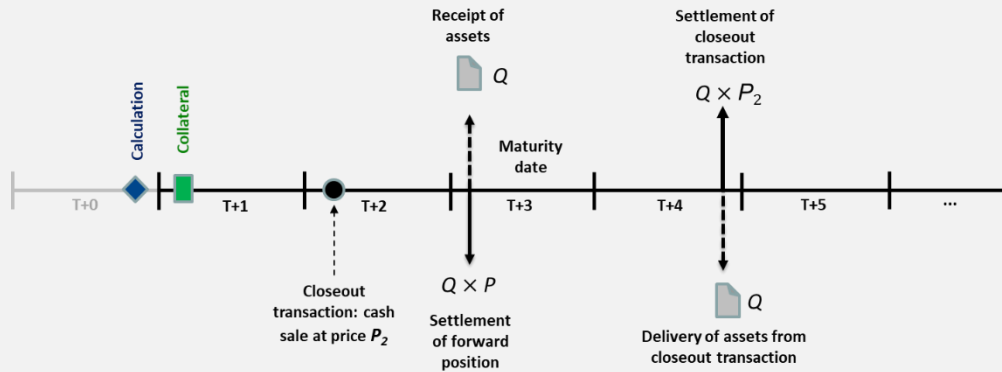 Receipt of
assets
Q
Settlement of
closeout
transaction
Q × P2
Calculation
Collateral
Maturity
date
T+0
T+1
T+2
T+3
T+4
T+5
...
Closeout
transaction: cash
sale at price P2
Q × P
Settlement
of forward
position
Q
Delivery of assets from
closeout transaction